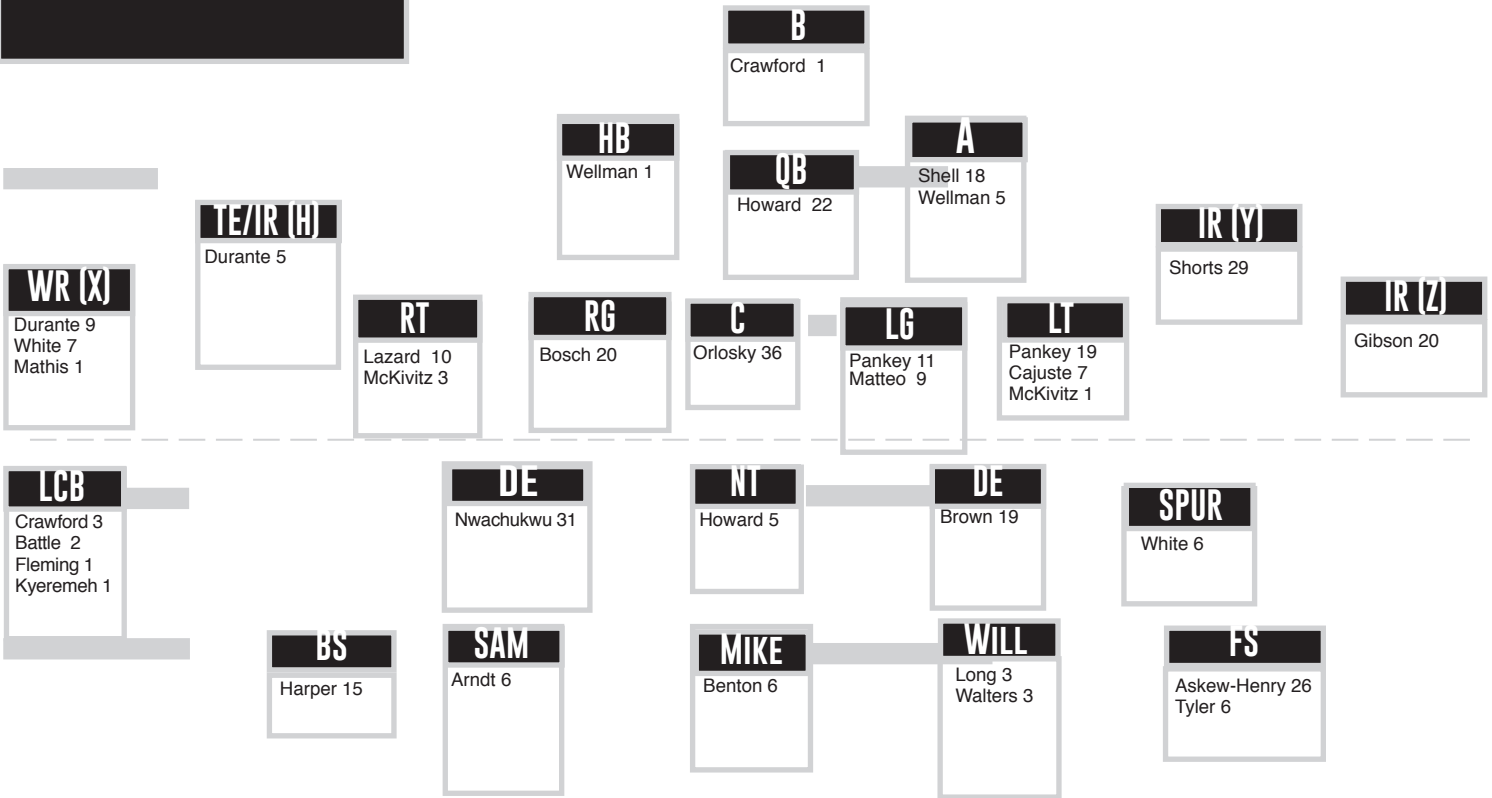 B
Crawford 1
HB
Wellman 1
QB
Howard 22
A
Shell 18
Wellman 5
TE/IR (H)
Durante 5
IR (Y)
Shorts 29
WR (X)
Durante 9
White 7
Mathis 1
RT
Lazard 10
McKivitz 3
RG
Bosch 20
C
Orlosky 36
LG
Pankey 11
Matteo 9
LT
Pankey 19
Cajuste 7
McKivitz 1
IR (Z)
Gibson 20
LCB
Crawford 3
Battle 2
Fleming 1
Kyeremeh 1
DE
Nwachukwu 31
NT
Howard 5
DE
Brown 19
SPUR
White 6
BS
Harper 15
SAM
Arndt 6
MIKE
Benton 6
WILL
Long 3
Walters 3
FS
Askew-Henry 26
Tyler 6